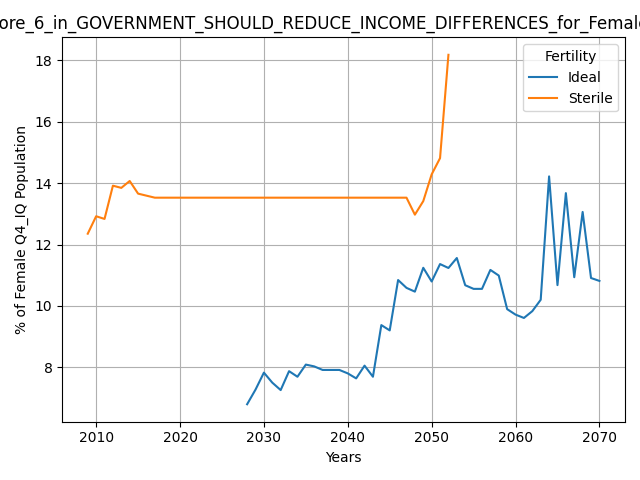 ore_6_in_GOVERNMENT_SHOULD_REDUCE_INCOME_DIFFERENCES_for_Female
% of Female Q4_IQ Population
18
16
14
12
10
8
Fertility
Ideal
Sterile
2010 2020 2030 2040 2050 2060 2070
Years